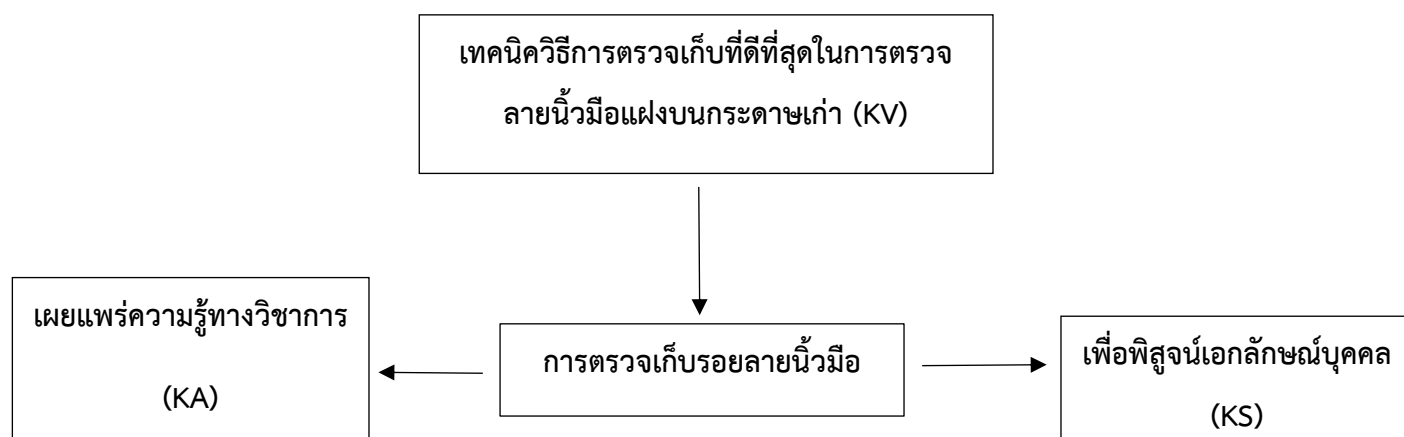 เทคนิควิธีการตรวจเก็บที่ดีที่สุดในการตรวจ
ลายนิ้วมือแฝงบนกระดาษเก่า (KV)
เผยแพร่ความรู้ทางวิชาการ
(KA)
การตรวจเก็บรอยลายนิ้วมือ
เพื่อพิสูจน์เอกลักษณ์บุคคล
(KS)